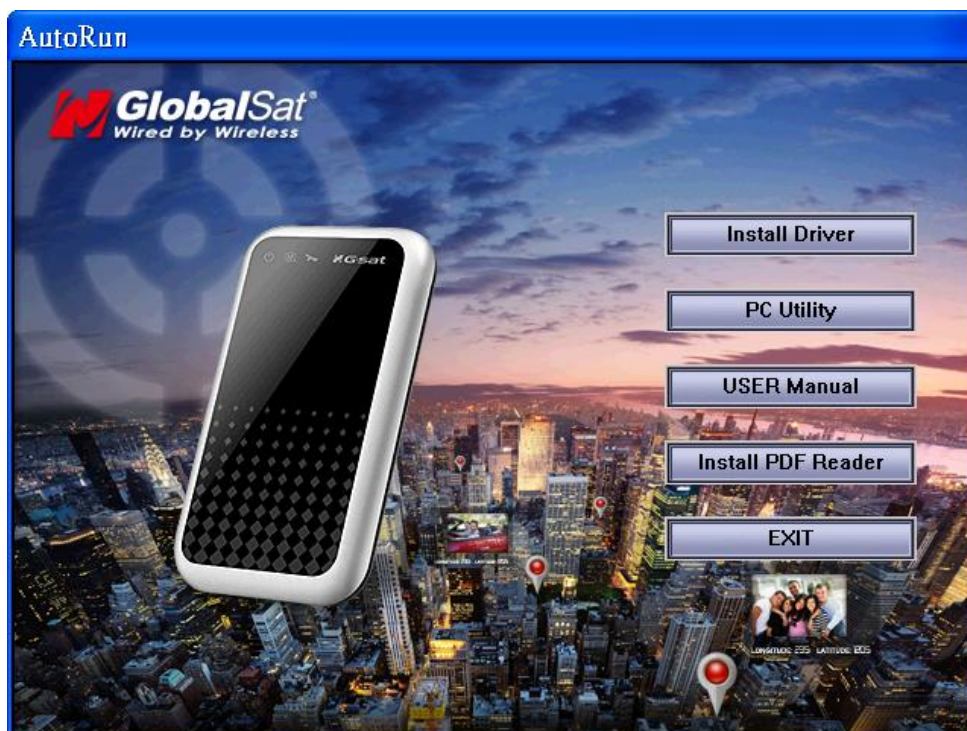 AutoRun
GlobalSat®
Wired by Wireless
Gsat
Install Driver
PC Utility
USER Manual
Install PDF Reader
EXIT
LONGITUDE 235 LATITUDE 205